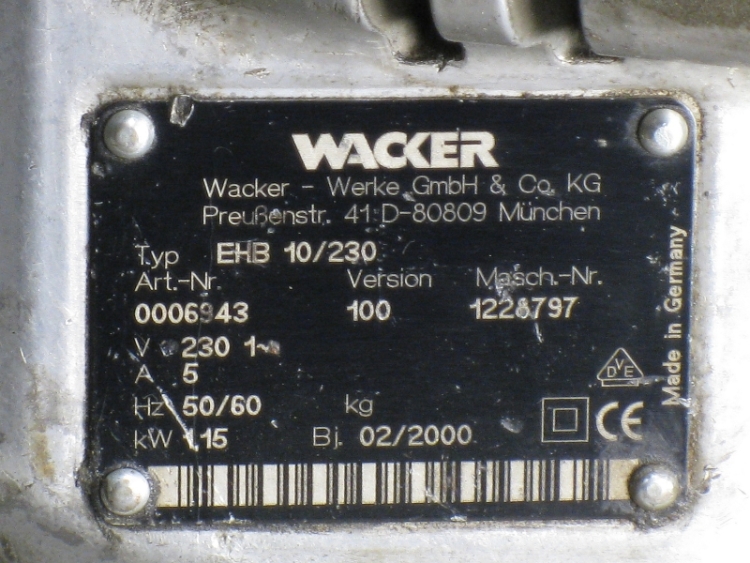 WACKER
Wacker - Werke GmbH & Co. KG
Preußenstr. 41 D-80809 München
Typ EHB 10/230
Art.-Nr. Version Masch.-Nr.
0006943 100 1228797
V 230 1~
A 5
Hz 50/60 kg
kW 1,15 Bj. 02/2000
DVE
CE
Made in Germany